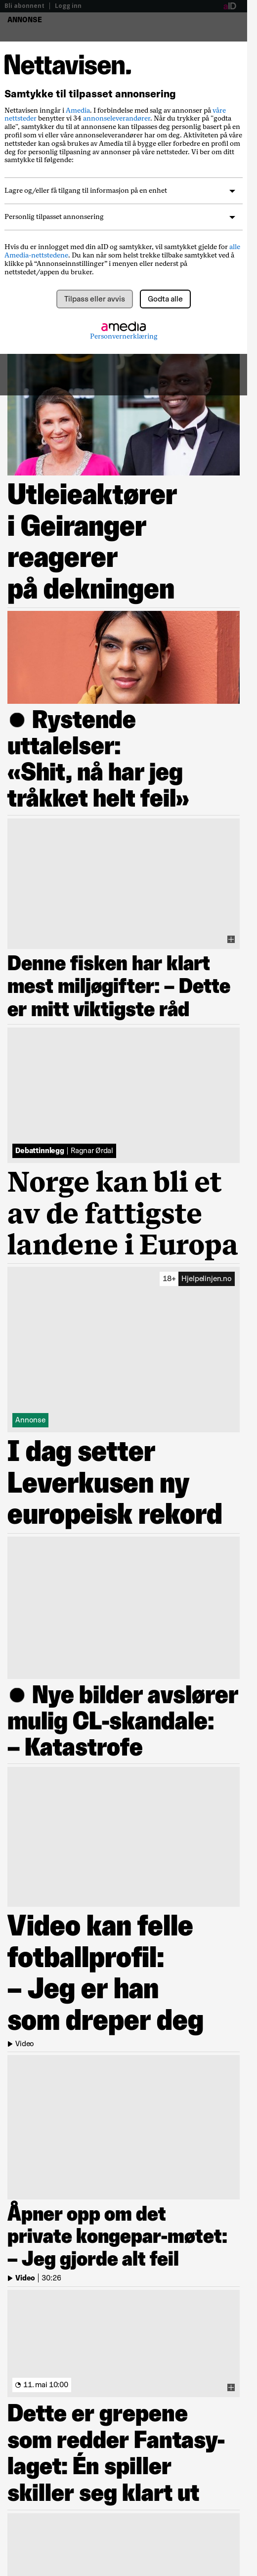 Bli abonnent | Logg inn
aID
ANNONSE
Nettavisen.
Samtykke til tilpasset annonsering
Nettavisen inngår i Amedia. I forbindelse med salg av annonser på våre
nettsteder benytter vi 34 annonseleverandører. Når du trykker på "godta
alle", samtykker du til at annonsene kan tilpasses deg personlig basert på en
profil som vi eller våre annonseleverandører har om deg. Aktiviteten på våre
nettsteder kan også brukes av Amedia til å bygge eller forbedre en profil om
deg for personlig tilpasning av annonser på våre nettsteder. Vi ber om ditt
samtykke til følgende:
Lagre og/eller få tilgang til informasjon på en enhet
Personlig tilpasset annonsering
Hvis du er innlogget med din aID og samtykker, vil samtykket gjelde for alle
Amedia-nettstedene. Du kan når som helst trekke tilbake samtykket ved å
klikke på “Annonseinnstillinger” i menyen eller nederst på
nettstedet/appen du bruker.
Tilpass eller avvis
Godta alle
amedia
Personvernerklæring
Utleieaktører
i Geiranger
reagerer
på dekningen
● Rystende
uttalelser:
«Shit, nå har jeg
tråkket helt feil»
Denne fisken har klart
mest miljøgifter: – Dette
er mitt viktigste råd
Debattinnlegg | Ragnar Ørdal
Norge kan bli et
av de fattigste
landene i Europa
18+ Hjelpelinjen.no
Annonse
I dag setter
Leverkusen ny
europeisk rekord
● Nye bilder avslører
mulig CL-skandale:
– Katastrofe
Video kan felle
fotballprofil:
– Jeg er han
som dreper deg
Video
Åpner opp om det
private kongepar-møtet:
– Jeg gjorde alt feil
Video | 30:26
11. mai 10:00
Dette er grepene
som redder Fantasy-
laget: Én spiller
skiller seg klart ut